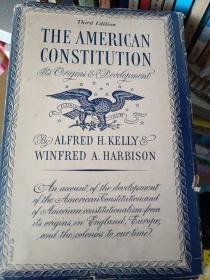 Third Edition
THE AMERICAN
CONSTITUTION
Its Origins & Development
By ALFRED H. KELLY &
WINFRED A. HARBISON
An account of the development
of the American Constitution and
of American constitutionalism from
its origins in England, Europe,
and the colonies to our time.